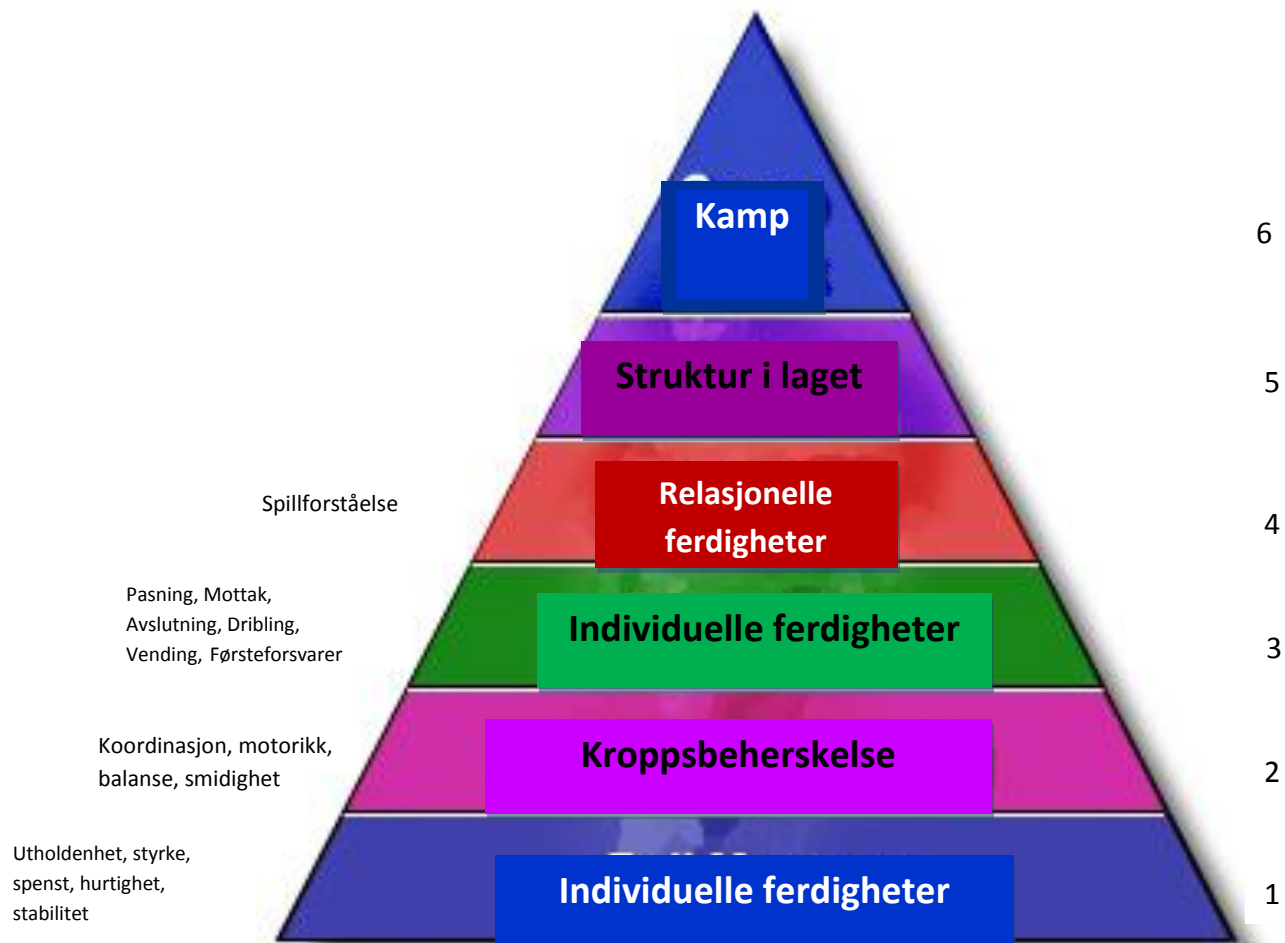 Kamp
6
Struktur i laget
5
Spillforståelse
Relasjonelle
ferdigheter
4
Pasning, Mottak,
Avslutning, Dribling,
Vending, Førsteforsvarer
Individuelle ferdigheter
3
Koordinasjon, motorikk,
balanse, smidighet
Kroppsbeherskelse
2
Utholdenhet, styrke,
spenst, hurtighet,
stabilitet
Individuelle ferdigheter
1